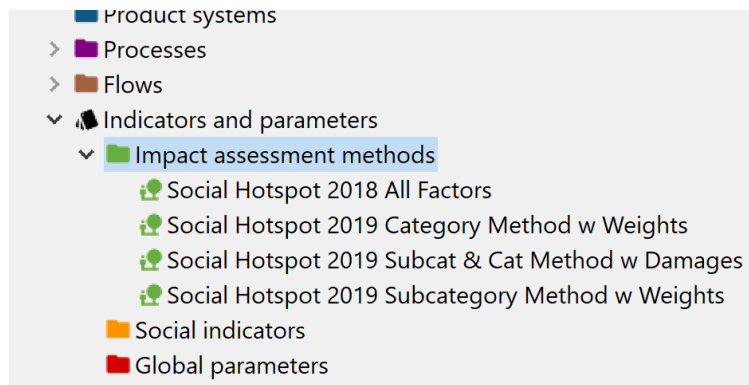 Product systems
Processes
Flows
Indicators and parameters
Impact assessment methods
Social Hotspot 2018 All Factors
Social Hotspot 2019 Category Method w Weights
Social Hotspot 2019 Subcat & Cat Method w Damages
Social Hotspot 2019 Subcategory Method w Weights
Social indicators
Global parameters